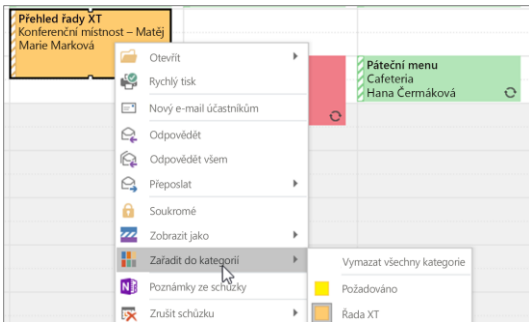 Přehled řady XT
Konferenční místnost – Matěj
Marie Marková
Páteční menu
Cafeteria
Hana Čermáková
Otevřít
Rychlý tisk
Nový e-mail účastníkům
Odpovědět
Odpovědět všem
Přeposlat
Soukromé
Zobrazit jako
Zařadit do kategorií
Poznámky ze schůzky
Zrušit schůzku
Vymazat všechny kategorie
Požadováno
Řada XT